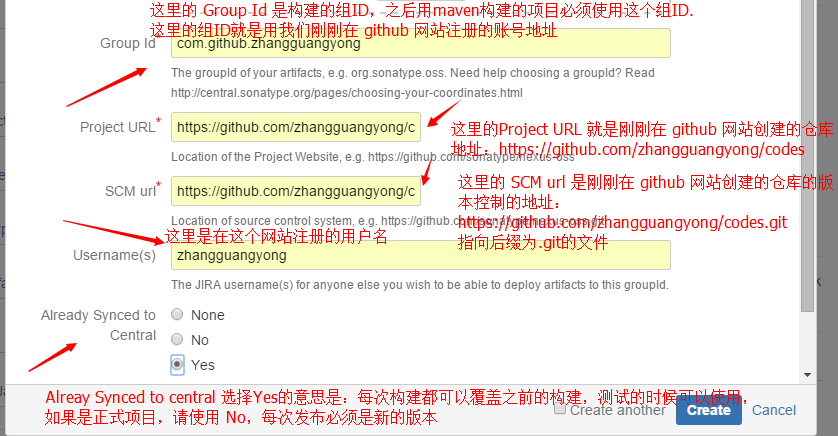 这里的 Group Id 是构建的组ID，之后用maven构建的项目必须使用这个组ID.
这里的组ID就是用我们刚刚在 github 网站注册的账号地址
Group Id
com.github.zhangguangyong
The groupId of your artifacts, e.g. org.sonatype.oss. Need help choosing a groupId? Read
http://central.sonatype.org/pages/choosing-your-coordinates.html
Project URL*
https://github.com/zhangguangyong/c
这里的Project URL 就是刚刚在 github 网站创建的仓库
地址：https://github.com/zhangguangyong/codes
Location of the Project Website, e.g. https://github.com/sonatype/nexus-oss
SCM url*
https://github.com/zhangguangyong/c
这里的 SCM url 是刚刚在 github 网站创建的仓库的版
本控制的地址：
https://github.com/zhangguangyong/codes.git
指向后缀为.git的文件
Location of source control system, e.g. https://github.com/sonatype/nexus-oss.git
这里是在这个网站注册的用户名
Username(s)
zhangguangyong
The JIRA username(s) for anyone else you wish to be able to deploy artifacts to this groupId.
Already Synced to
Central
None
No
Yes
Alreay Synced to central 选择Yes的意思是：每次构建都可以覆盖之前的构建，测试的时候可以使用，
如果是正式项目，请使用 No，每次发布必须是新的版本
Create another
Create
Cancel